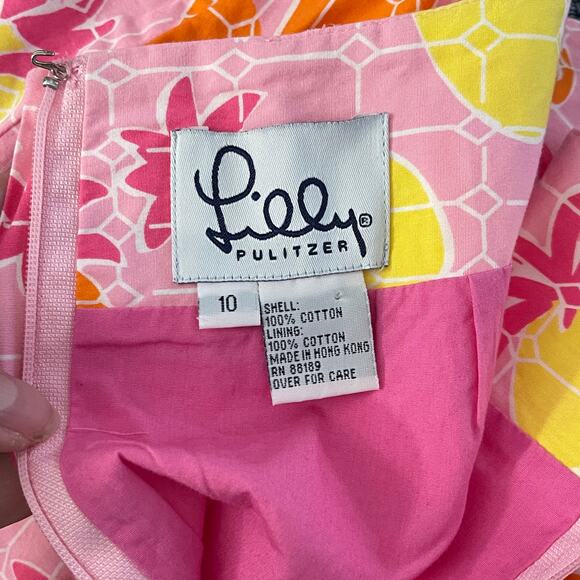 Lilly®
PULITZER
10
SHELL:
100% COTTON
LINING:
100% COTTON
MADE IN HONG KONG
RN 88189
OVER FOR CARE